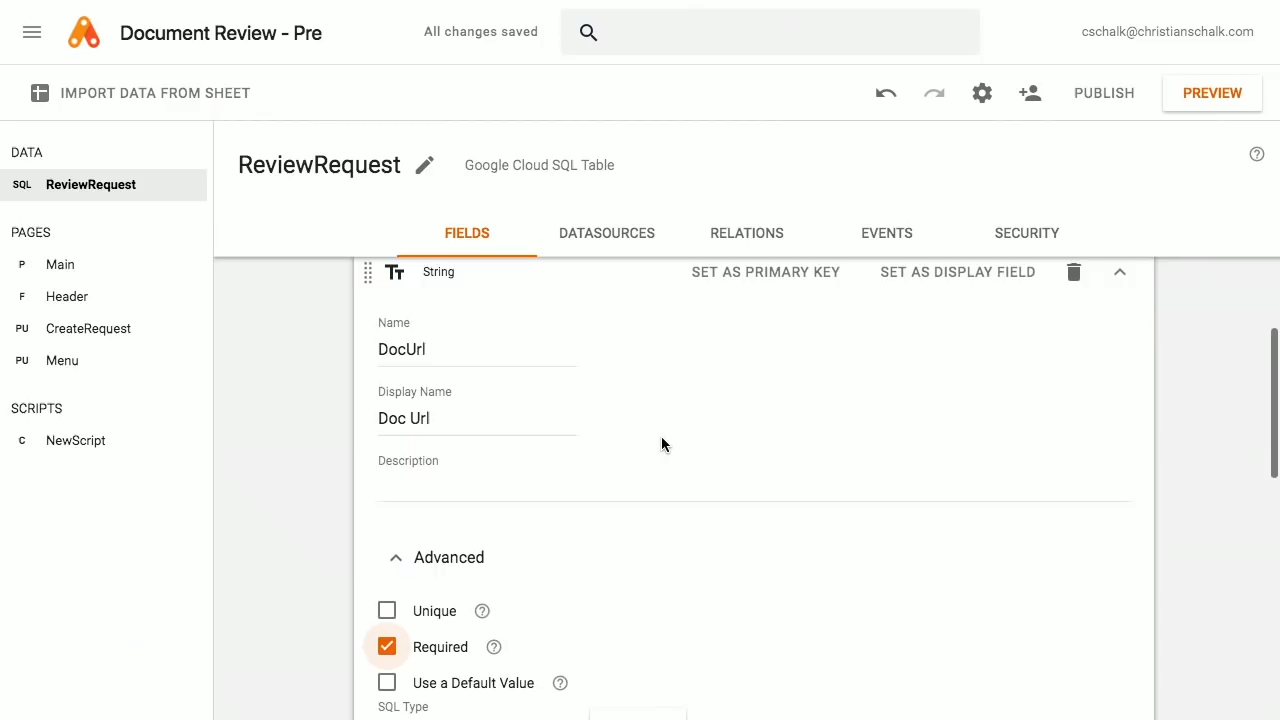 Document Review - Pre
All changes saved
cschalk@christianschalk.com
IMPORT DATA FROM SHEET
PUBLISH
PREVIEW
DATA
SQL ReviewRequest
PAGES
P Main
F Header
PU CreateRequest
PU Menu
SCRIPTS
C NewScript
ReviewRequest
Google Cloud SQL Table
FIELDS
DATASOURCES
RELATIONS
EVENTS
SECURITY
Tт String
SET AS PRIMARY KEY
SET AS DISPLAY FIELD
Name
DocUrl
Display Name
Doc Url
Description
Advanced
Unique
Required
Use a Default Value
SQL Type